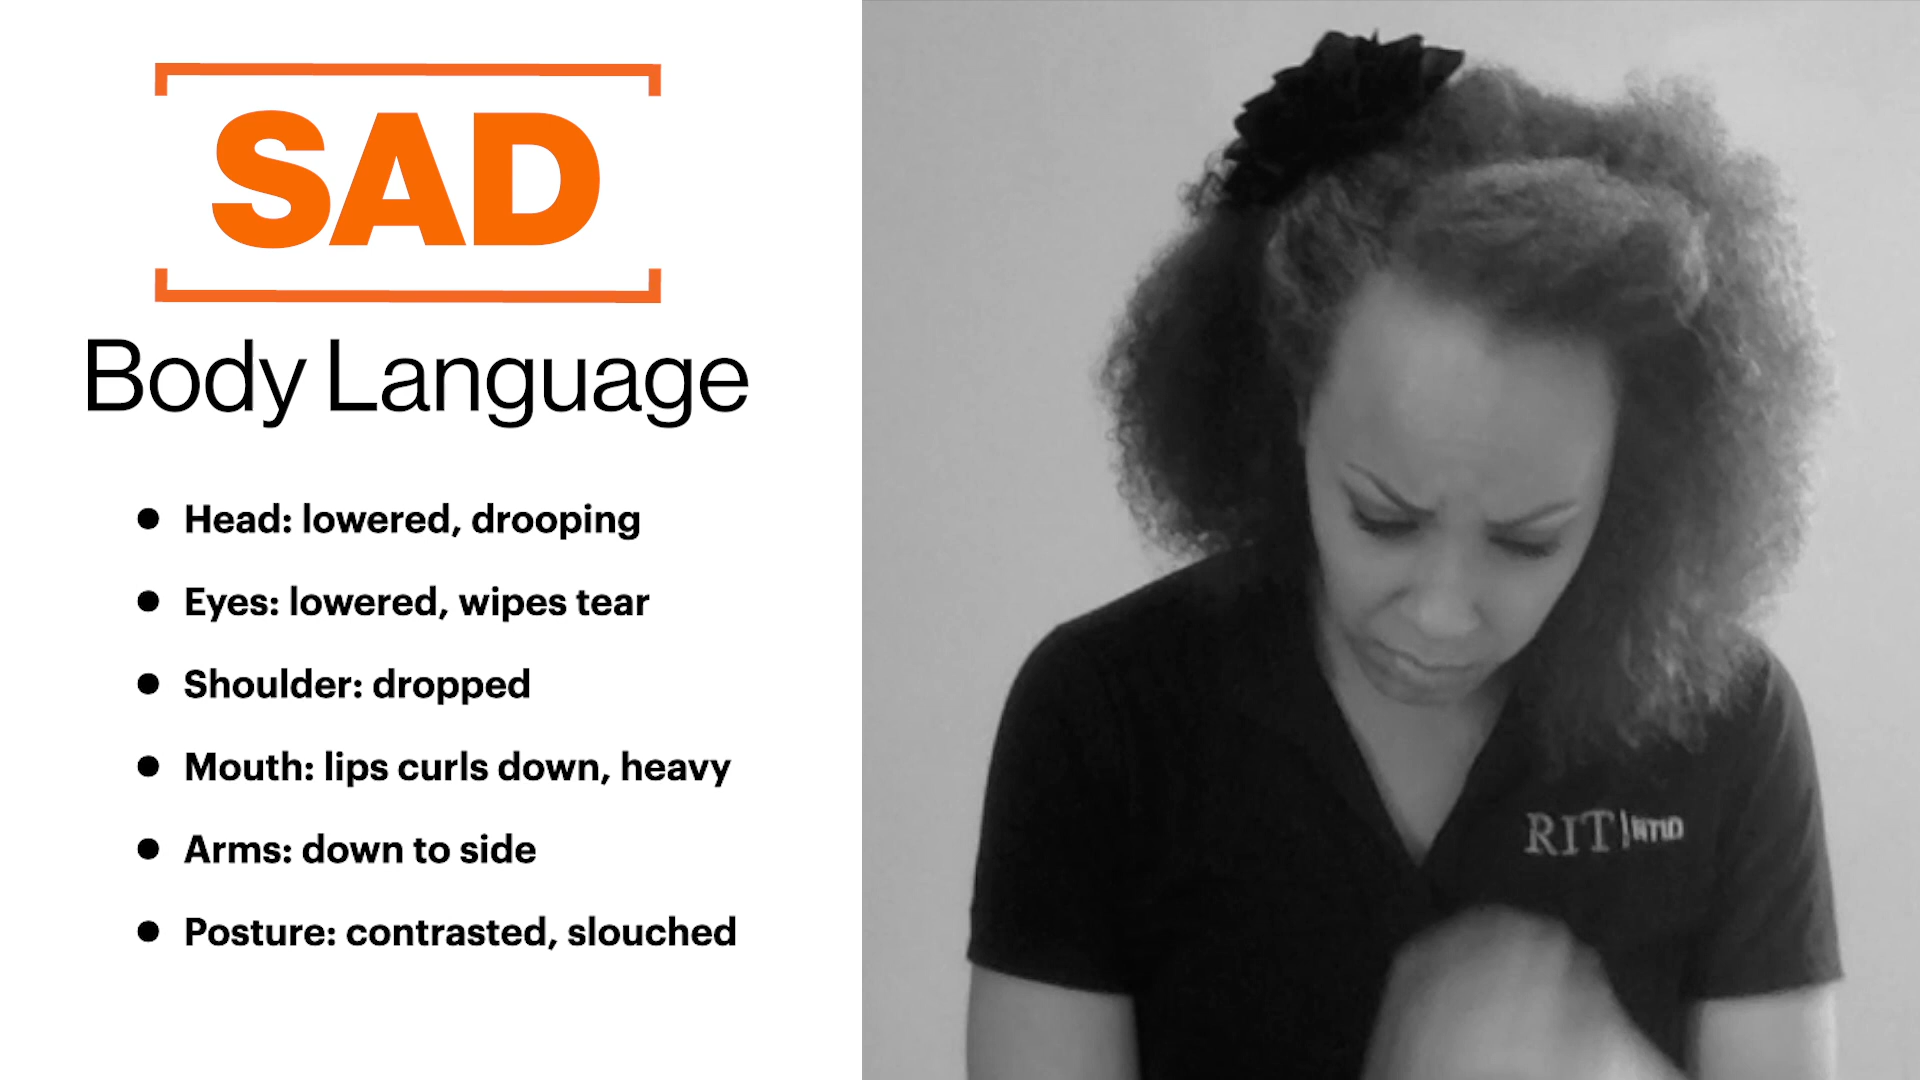 SAD
Body Language
● Head: lowered, drooping
● Eyes: lowered, wipes tear
● Shoulder: dropped
● Mouth: lips curls down, heavy
● Arms: down to side
● Posture: contrasted, slouched
RIT | NTID